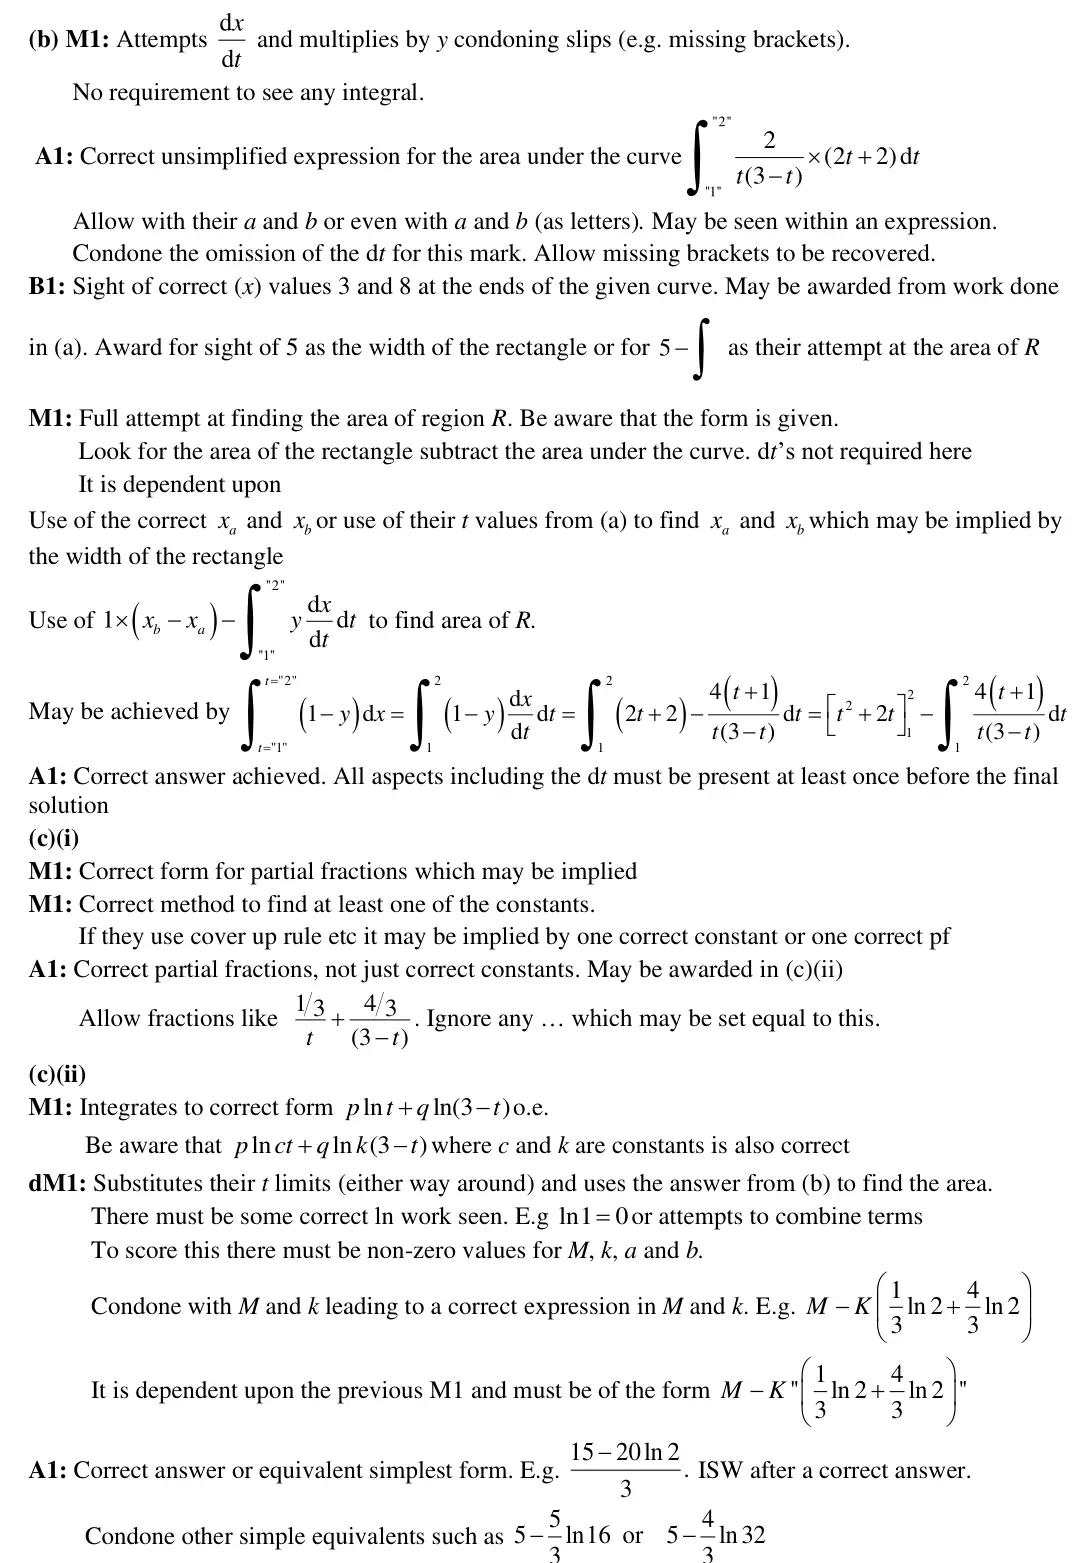 (b) M1: Attempts dx/dt and multiplies by y condoning slips (e.g. missing brackets).
No requirement to see any integral.
A1: Correct unsimplified expression for the area under the curve ∫_{"1"}^{"2"} 2/(t(3−t)) ×(2t+2) dt
Allow with their a and b or even with a and b (as letters). May be seen within an expression.
Condone the omission of the dt for this mark. Allow missing brackets to be recovered.
B1: Sight of correct (x) values 3 and 8 at the ends of the given curve. May be awarded from work done
in (a). Award for sight of 5 as the width of the rectangle or for 5−∫ as their attempt at the area of R
M1: Full attempt at finding the area of region R. Be aware that the form is given.
Look for the area of the rectangle subtract the area under the curve. dt's not required here
It is dependent upon
Use of the correct x_a and x_b or use of their t values from (a) to find x_a and x_b which may be implied by
the width of the rectangle
Use of 1×(x_b − x_a) − ∫_{"1"}^{"2"} y dx/dt dt to find area of R.
May be achieved by ∫_{t="1"}^{t="2"} (1−y)dx = ∫_1^2 (1−y) dx/dt dt = ∫_1^2 (2t+2) − 4(t+1)/(t(3−t)) dt = [t²+2t]_1^2 − ∫_1^2 4(t+1)/(t(3−t)) dt
A1: Correct answer achieved. All aspects including the dt must be present at least once before the final
solution
(c)(i)
M1: Correct form for partial fractions which may be implied
M1: Correct method to find at least one of the constants.
If they use cover up rule etc it may be implied by one correct constant or one correct pf
A1: Correct partial fractions, not just correct constants. May be awarded in (c)(ii)
Allow fractions like (1/3)/t + (4/3)/(3−t). Ignore any … which may be set equal to this.
(c)(ii)
M1: Integrates to correct form p ln t + q ln(3−t) o.e.
Be aware that p ln ct + q ln k(3−t) where c and k are constants is also correct
dM1: Substitutes their t limits (either way around) and uses the answer from (b) to find the area.
There must be some correct ln work seen. E.g ln1=0 or attempts to combine terms
To score this there must be non-zero values for M, k, a and b.
Condone with M and k leading to a correct expression in M and k. E.g. M − K(1/3 ln 2 + 4/3 ln 2)
It is dependent upon the previous M1 and must be of the form M − K"(1/3 ln 2 + 4/3 ln 2)"
A1: Correct answer or equivalent simplest form. E.g. (15−20 ln 2)/3. ISW after a correct answer.
Condone other simple equivalents such as 5 − 5/3 ln16 or 5 − 4/3 ln 32